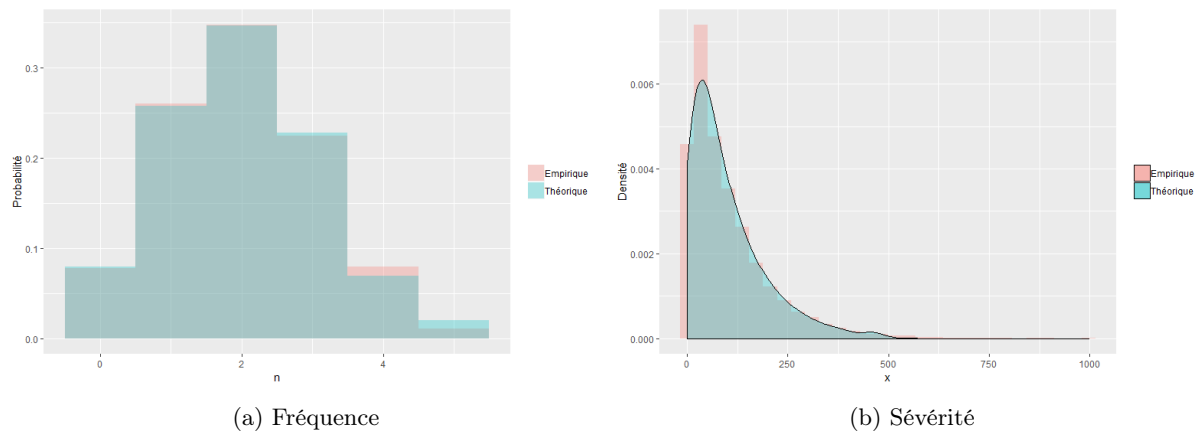 Probabilité
0.3
0.2
0.1
0.0
0
2
4
n
Empirique
Théorique
Densité
0.006
0.004
0.002
0.000
0
250
500
750
1000
x
Empirique
Théorique
(a) Fréquence
(b) Sévérité